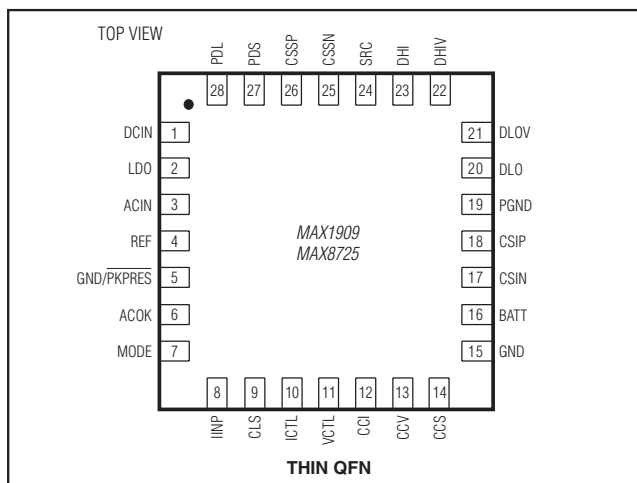 TOP VIEW
PDL
PDS
CSSP
CSSN
SRC
DHI
DHIV
28
27
26
25
24
23
22
DCIN 1
21 DLOV
LDO 2
20 DLO
ACIN 3
19 PGND
REF 4
MAX1909
MAX8725
18 CSIP
GND/PKPRES 5
17 CSIN
ACOK 6
16 BATT
MODE 7
15 GND
8
9
10
11
12
13
14
IINP
CLS
ICTL
VCTL
CCI
CCV
CCS
THIN QFN